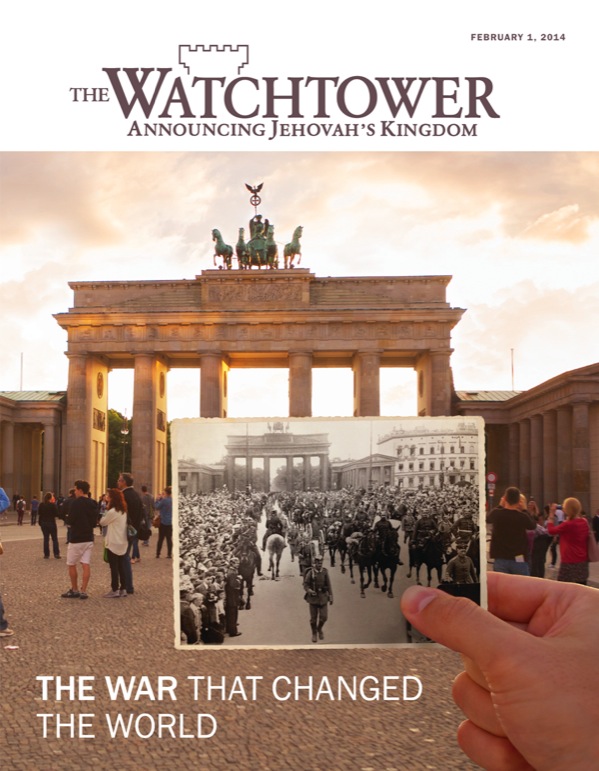 FEBRUARY 1, 2014
THE WATCHTOWER
ANNOUNCING JEHOVAH'S KINGDOM
THE WAR THAT CHANGED
THE WORLD